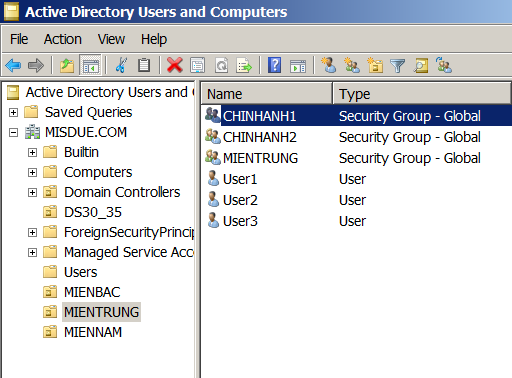 Active Directory Users and Computers
File Action View Help
Active Directory Users and
Saved Queries
MISDUE.COM
Builtin
Computers
Domain Controllers
DS30_35
ForeignSecurityPrincip
Managed Service Acc
Users
MIENBAC
MIENTRUNG
MIENNAM
Name Type
CHINHANH1 Security Group - Global
CHINHANH2 Security Group - Global
MIENTRUNG Security Group - Global
User1 User
User2 User
User3 User